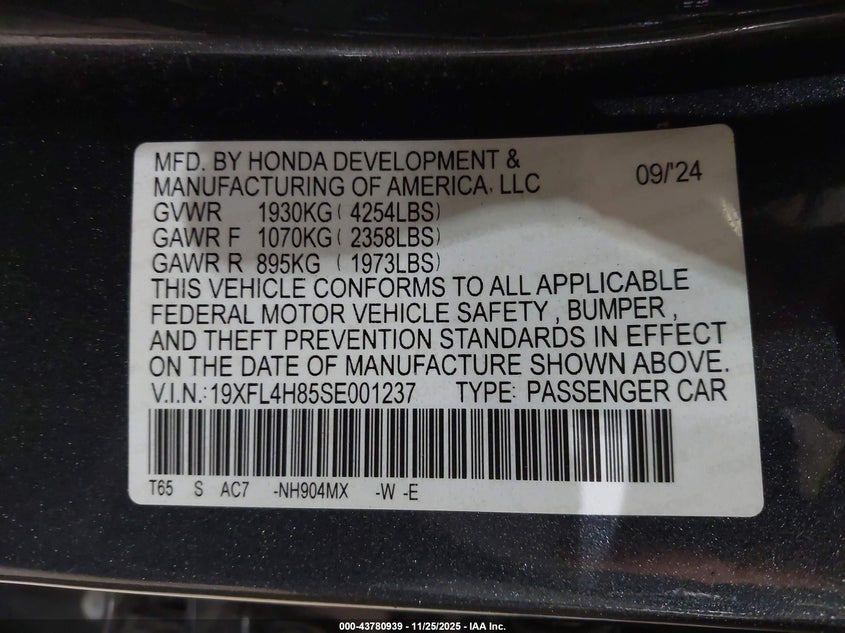 MFD. BY HONDA DEVELOPMENT &
MANUFACTURING OF AMERICA, LLC 09/'24
GVWR 1930KG ( 4254LBS)
GAWR F 1070KG ( 2358LBS)
GAWR R 895KG ( 1973LBS)
THIS VEHICLE CONFORMS TO ALL APPLICABLE
FEDERAL MOTOR VEHICLE SAFETY , BUMPER ,
AND THEFT PREVENTION STANDARDS IN EFFECT
ON THE DATE OF MANUFACTURE SHOWN ABOVE.
V.I.N.:19XFL4H85SE001237 TYPE: PASSENGER CAR
T65 S AC7 -NH904MX -W -E
000-43780939 - 11/25/2025 - IAA Inc.